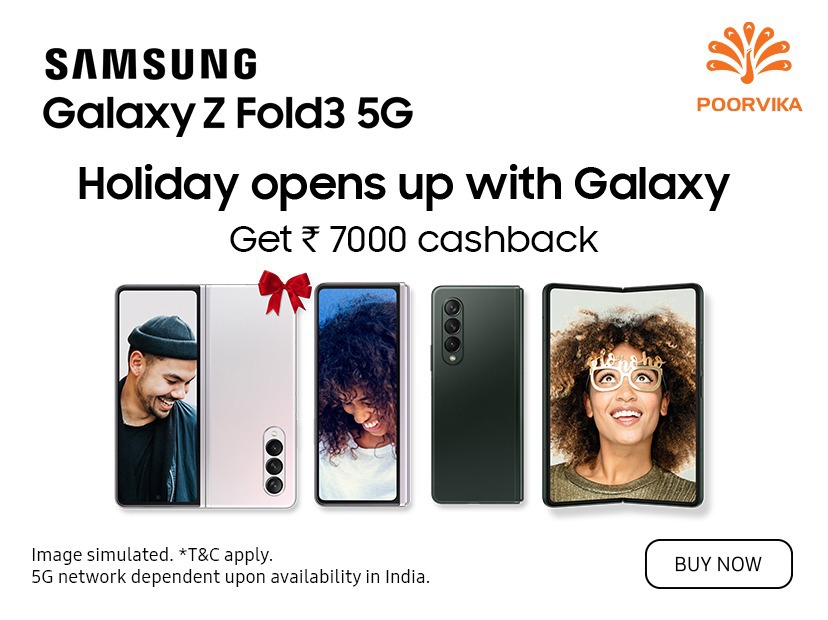 SAMSUNG
Galaxy Z Fold3 5G
POORVIKA
Holiday opens up with Galaxy
Get ₹ 7000 cashback
Image simulated. *T&C apply.
5G network dependent upon availability in India.
BUY NOW